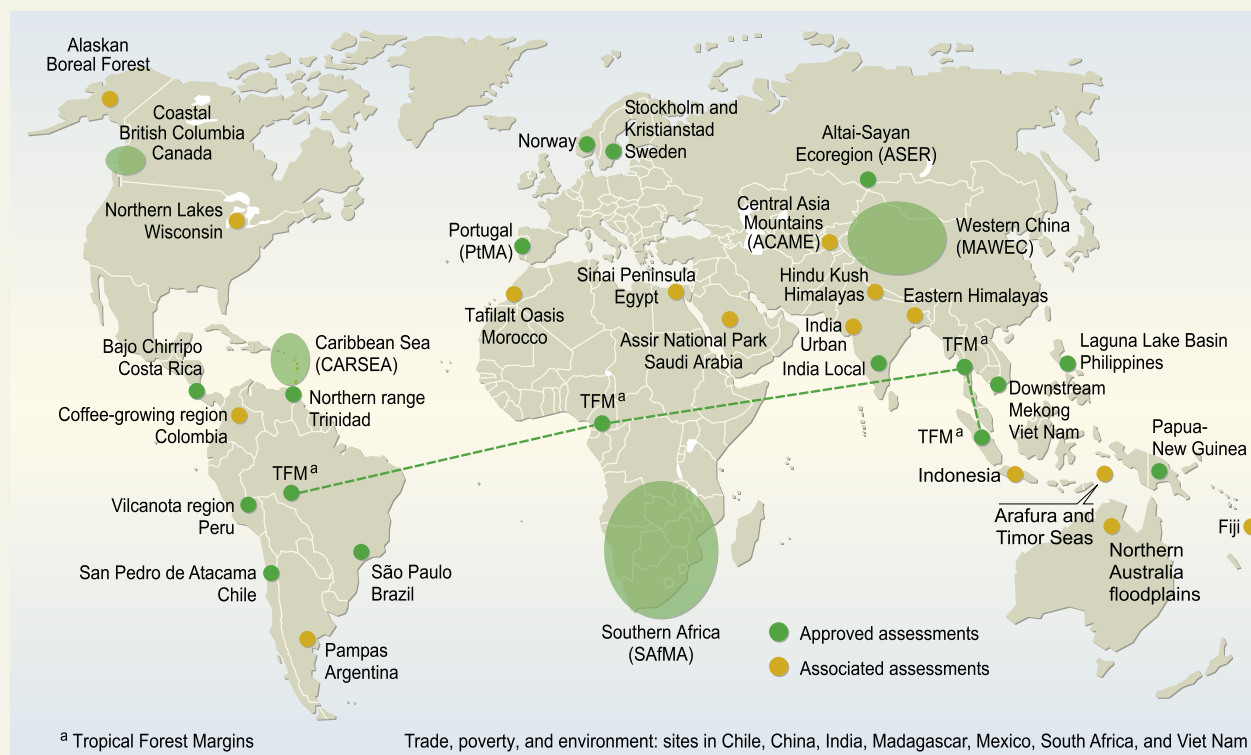 Alaskan
Boreal Forest
Coastal
British Columbia
Canada
Northern Lakes
Wisconsin
Norway
Stockholm and
Kristianstad
Sweden
Altai-Sayan
Ecoregion (ASER)
Central Asia
Mountains
(ACAME)
Western China
(MAWEC)
Portugal
(PtMA)
Sinai Peninsula
Egypt
Hindu Kush
Himalayas
Eastern Himalayas
Tafilalt Oasis
Morocco
Assir National Park
Saudi Arabia
India
Urban
India Local
Bajo Chirripo
Costa Rica
Caribbean Sea
(CARSEA)
Northern range
Trinidad
Coffee-growing region
Colombia
TFM a
TFM a
TFM a
TFM a
Laguna Lake Basin
Philippines
Downstream
Mekong
Viet Nam
Papua-
New Guinea
Indonesia
Arafura and
Timor Seas
Fiji
Northern
Australia
floodplains
Vilcanota region
Peru
San Pedro de Atacama
Chile
São Paulo
Brazil
Pampas
Argentina
Southern Africa
(SAfMA)
Approved assessments
Associated assessments
a Tropical Forest Margins
Trade, poverty, and environment: sites in Chile, China, India, Madagascar, Mexico, South Africa, and Viet Nam